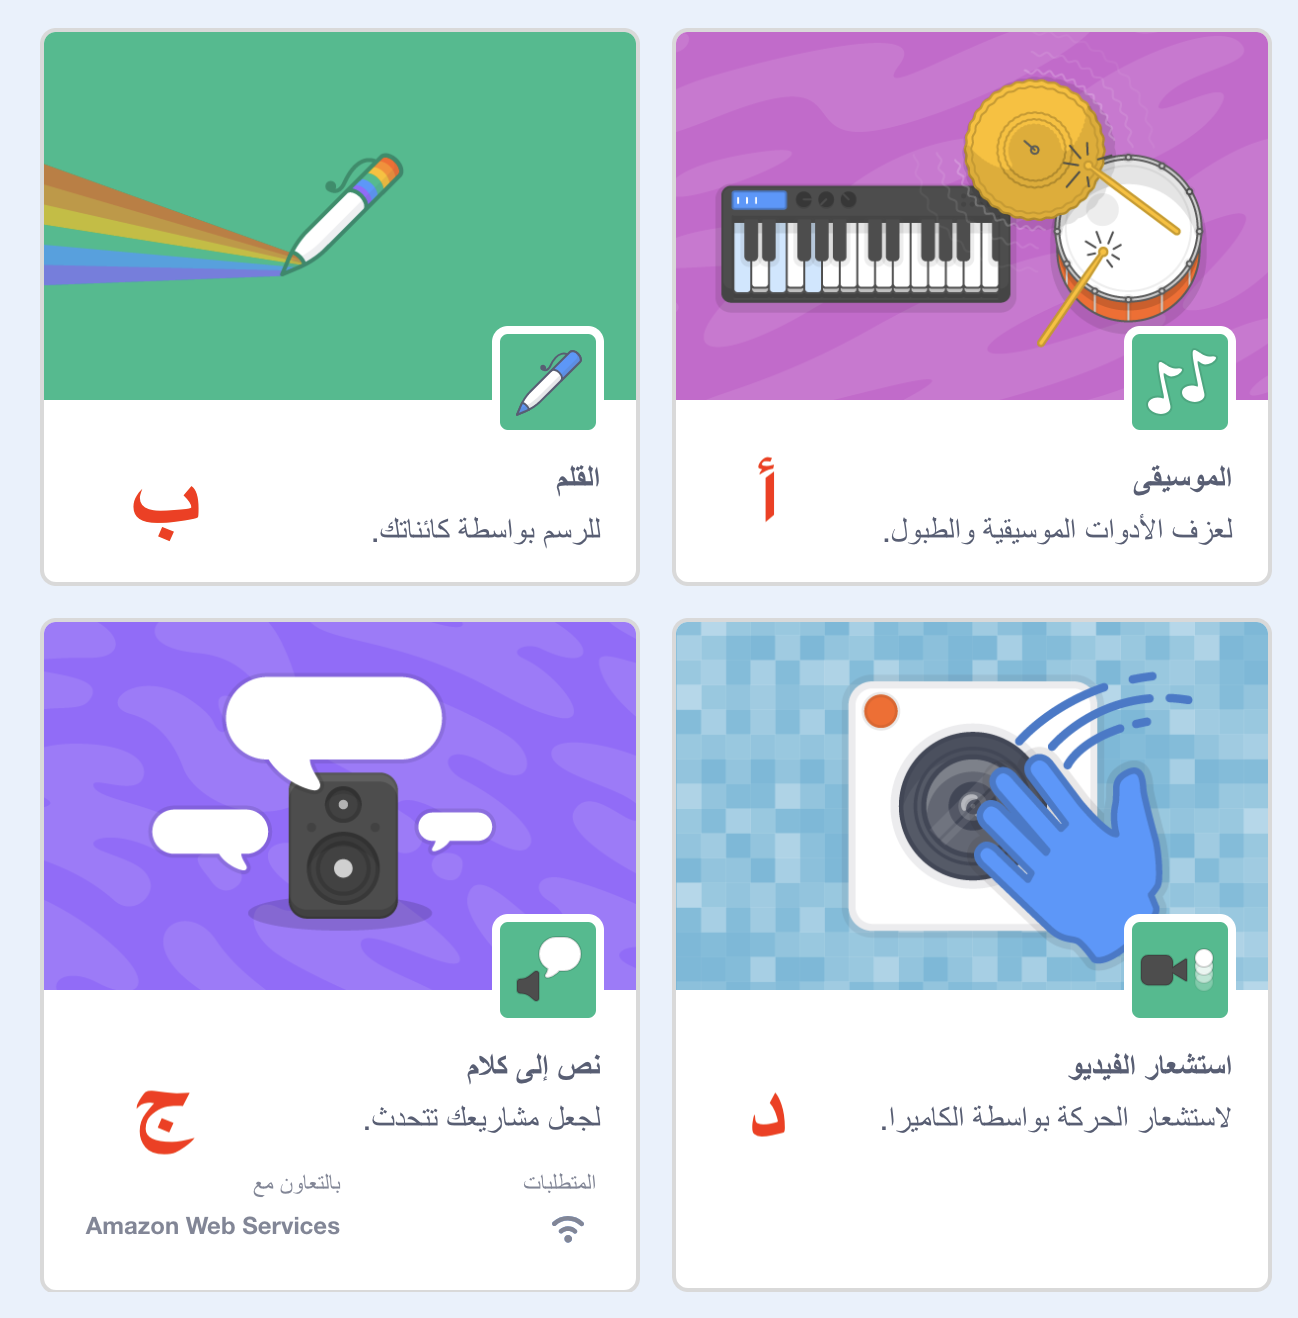 الموسيقى
لعزف الأدوات الموسيقية والطبول.
أ
القلم
للرسم بواسطة كائناتك.
ب
استشعار الفيديو
لاستشعار الحركة بواسطة الكاميرا.
د
نص إلى كلام
لجعل مشاريعك تتحدث.
ج
المتطلبات
بالتعاون مع
Amazon Web Services